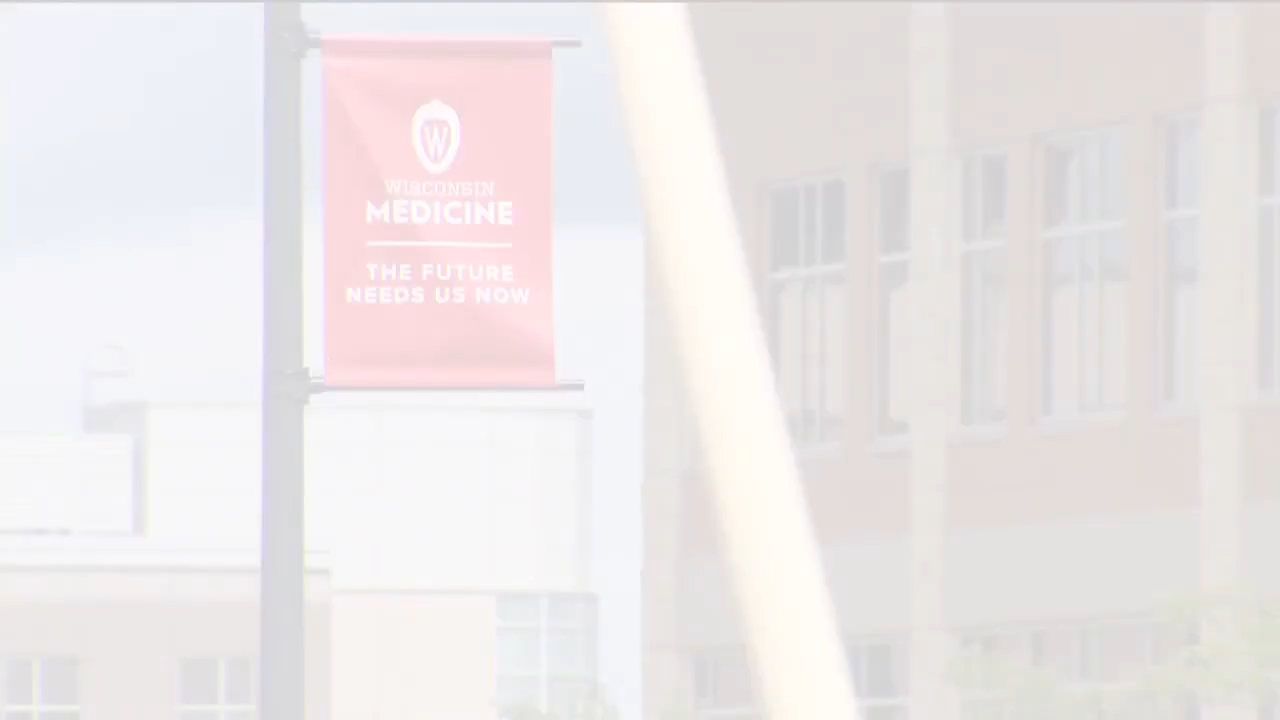 W
WISCONSIN
MEDICINE
THE FUTURE
NEEDS US NOW